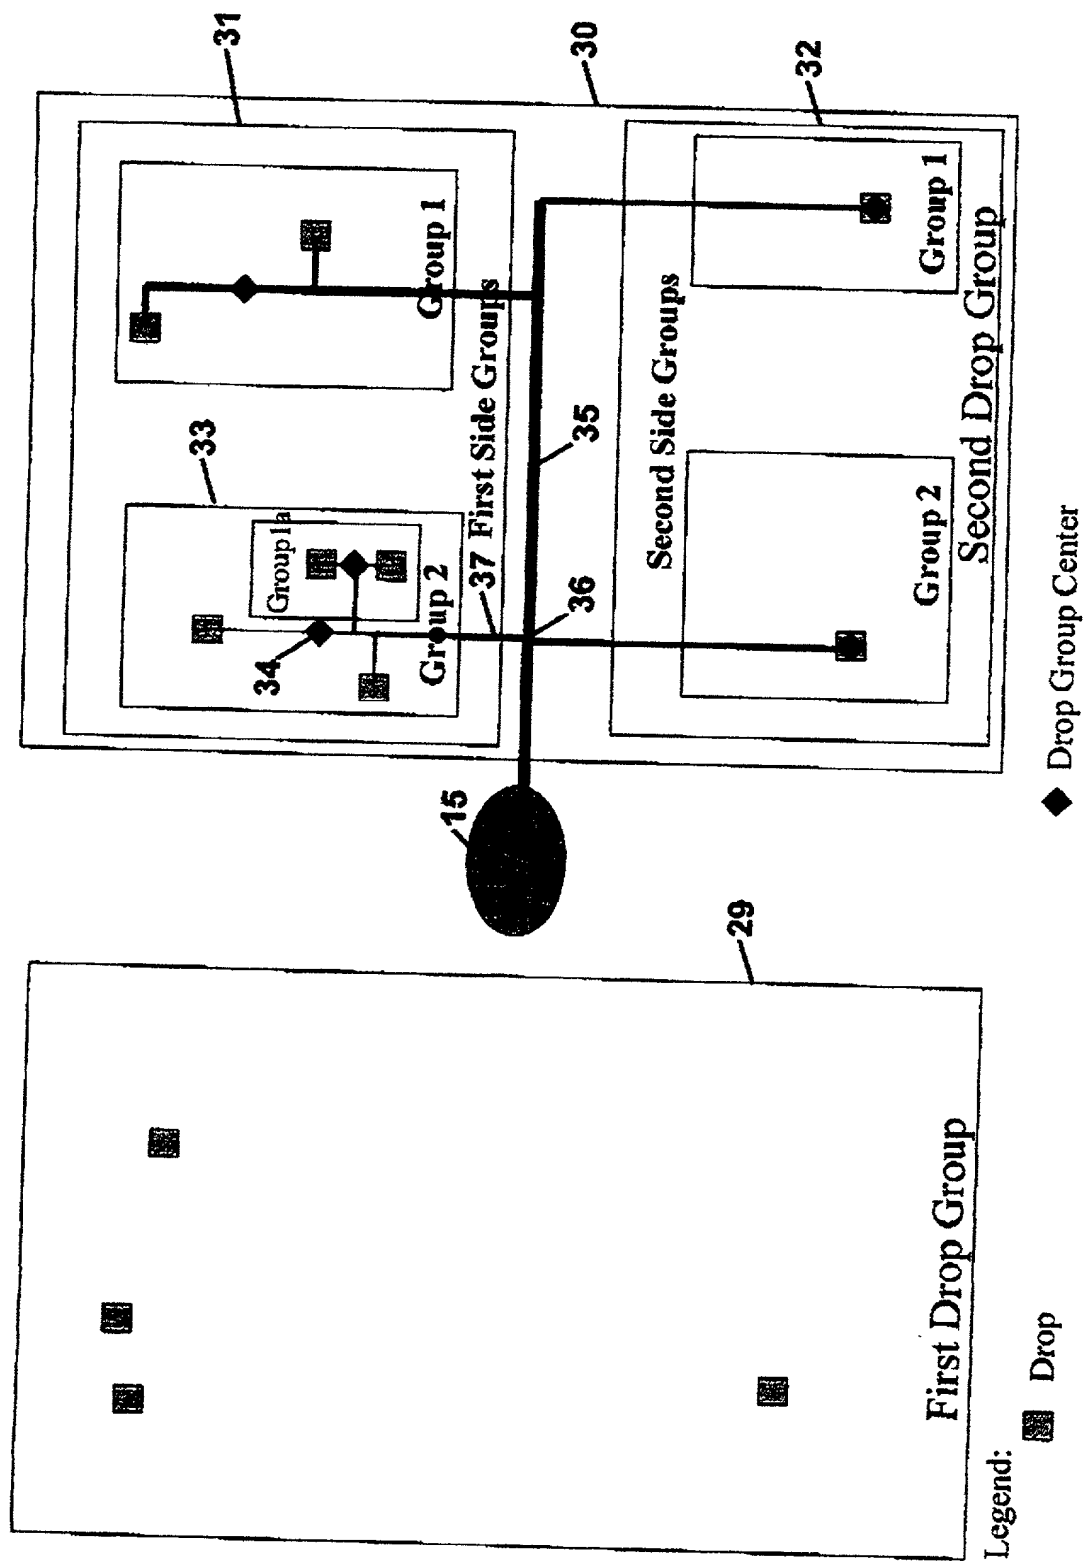 31
30
32
33
Group 1
First Side Groups
Group 1a
Group 2
34
37
35
36
Second Side Groups
Group 1
Group 2
Second Drop Group
15
29
First Drop Group
Legend:
Drop
Drop Group Center